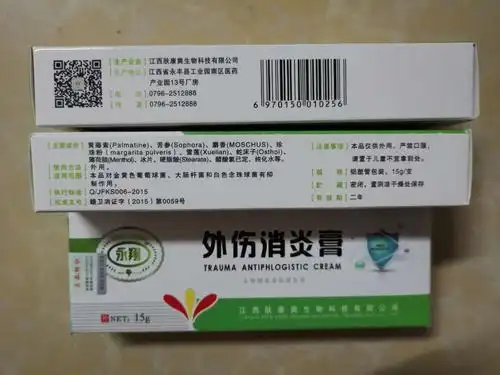 生产企业：江西肤康黄生物科技有限公司
生产地址：江西省永丰县工业园南区医药
产业园13号厂房
电 话：0796-2512888
传 真：0796-2512888
6 970150 010256
主要成分：黄藤素(Palmatine)、苦参(Sophora)、麝香(MOSCHUS)、珍
珠粉(margarita pulveris)、雪莲(Xuelian)、蛇床子(Osthol)、
薄荷脑(Menthol)、冰片、硬脂酸(Stearate)、醋酸氯已定、纯化水等。
使用方法：外用。
适用范围：本品对金黄色葡萄球菌、大肠杆菌和白色念珠球菌有抑
制作用。
执行标准：Q/JFKS006-2015
批准文号：赣卫消证字（2015）第0059号
注意事项：本品仅供外用，严禁口服，
请置于儿童不宜拿到处。
规 格：铝塑管包装，15g/支
贮 藏：密闭，置阴凉干燥处保存
有效期：二年
永翔
外伤消炎膏
TRAUMA ANTIPHLOGISTIC CREAM
NET: 15g
江西肤康黄生物科技有限公司